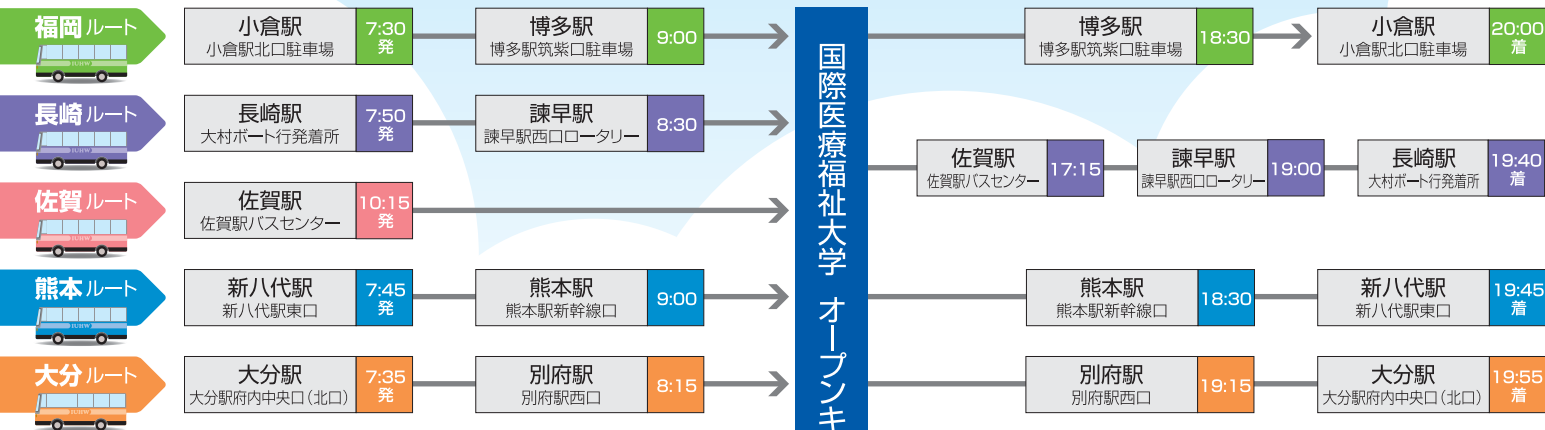 福岡ルート
小倉駅
小倉駅北口駐車場
7:30
発
博多駅
博多駅筑紫口駐車場
9:00
博多駅
博多駅筑紫口駐車場
18:30
小倉駅
小倉駅北口駐車場
20:00
着
長崎ルート
長崎駅
大村ボート行発着所
7:50
発
諫早駅
諫早駅西口ロータリー
8:30
佐賀駅
佐賀駅バスセンター
17:15
諫早駅
諫早駅西口ロータリー
19:00
長崎駅
大村ボート行発着所
19:40
着
佐賀ルート
佐賀駅
佐賀駅バスセンター
10:15
発
熊本ルート
新八代駅
新八代駅東口
7:45
発
熊本駅
熊本駅新幹線口
9:00
熊本駅
熊本駅新幹線口
18:30
新八代駅
新八代駅東口
19:45
着
大分ルート
大分駅
大分駅府内中央口（北口）
7:35
発
別府駅
別府駅西口
8:15
別府駅
別府駅西口
19:15
大分駅
大分駅府内中央口（北口）
19:55
着
国際医療福祉大学 オープンキ
IUHW
IUHW
IUHW
IUHW
IUHW